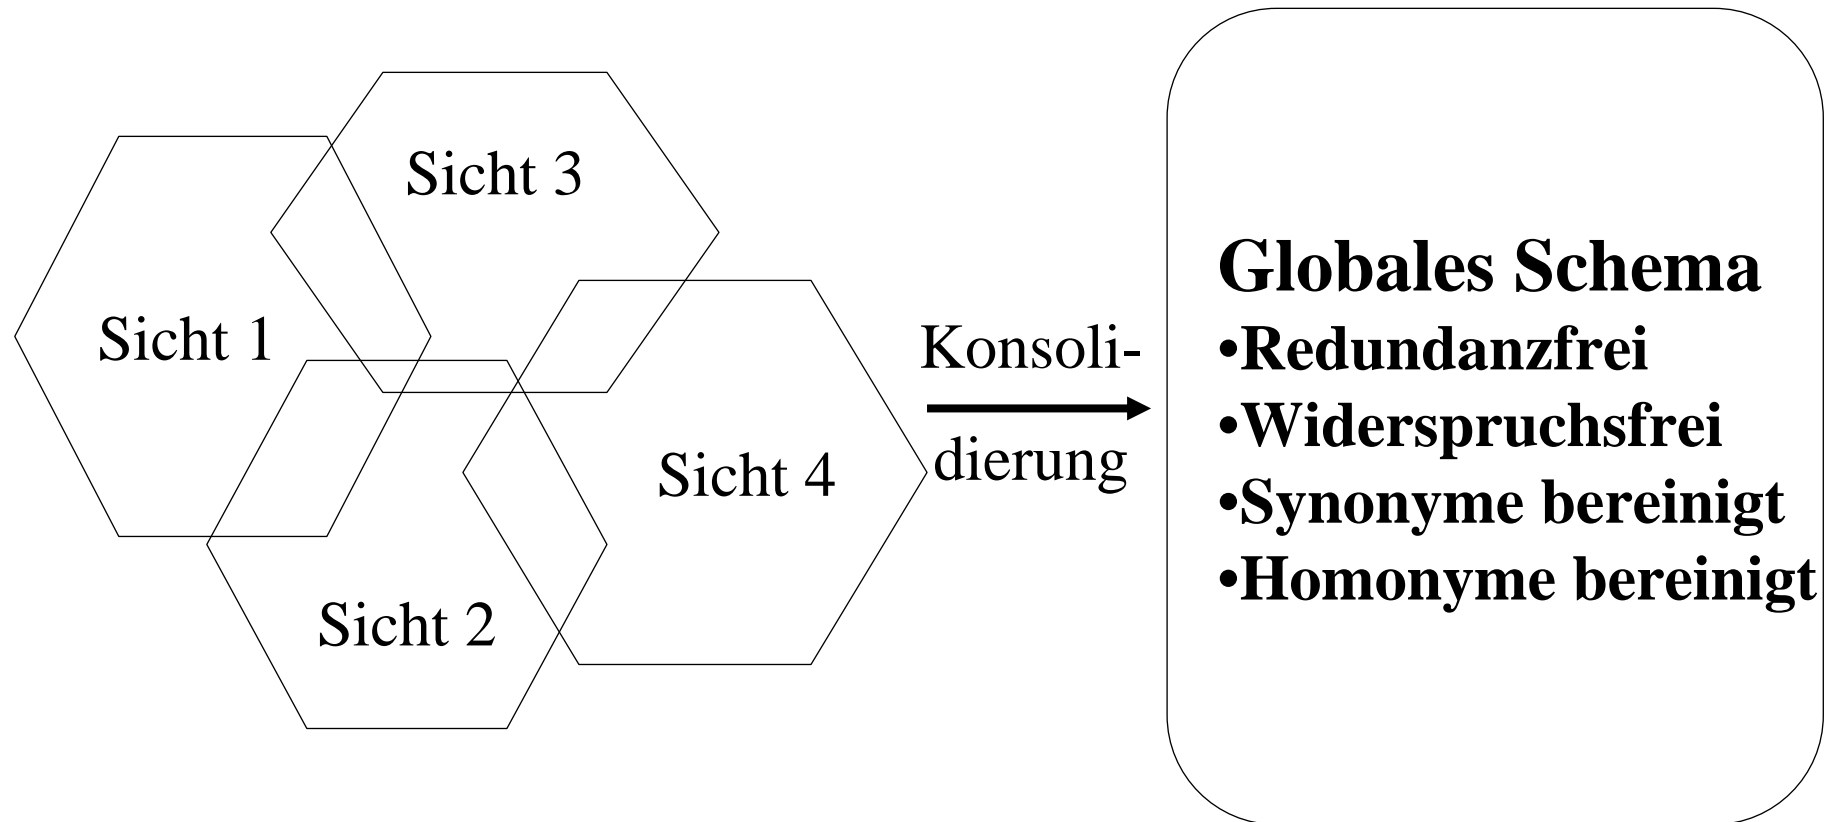 Sicht 3
Sicht 1
Sicht 4
Sicht 2
Konsoli-
dierung
Globales Schema
•Redundanzfrei
•Widerspruchsfrei
•Synonyme bereinigt
•Homonyme bereinigt